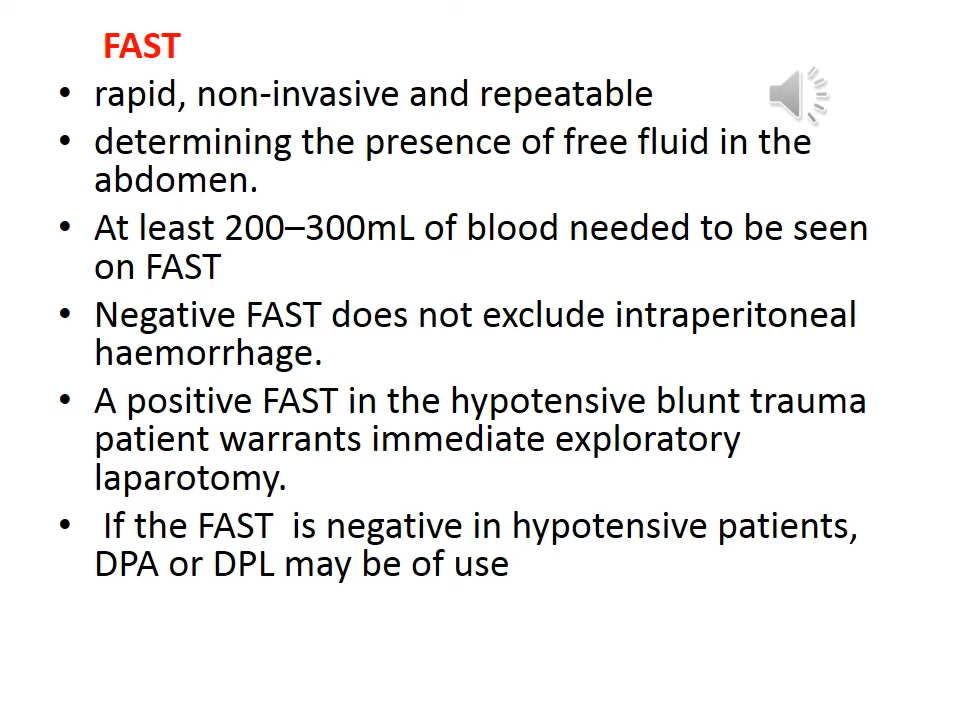 FAST
• rapid, non-invasive and repeatable
• determining the presence of free fluid in the
abdomen.
• At least 200–300mL of blood needed to be seen
on FAST
• Negative FAST does not exclude intraperitoneal
haemorrhage.
• A positive FAST in the hypotensive blunt trauma
patient warrants immediate exploratory
laparotomy.
• If the FAST  is negative in hypotensive patients,
DPA or DPL may be of use